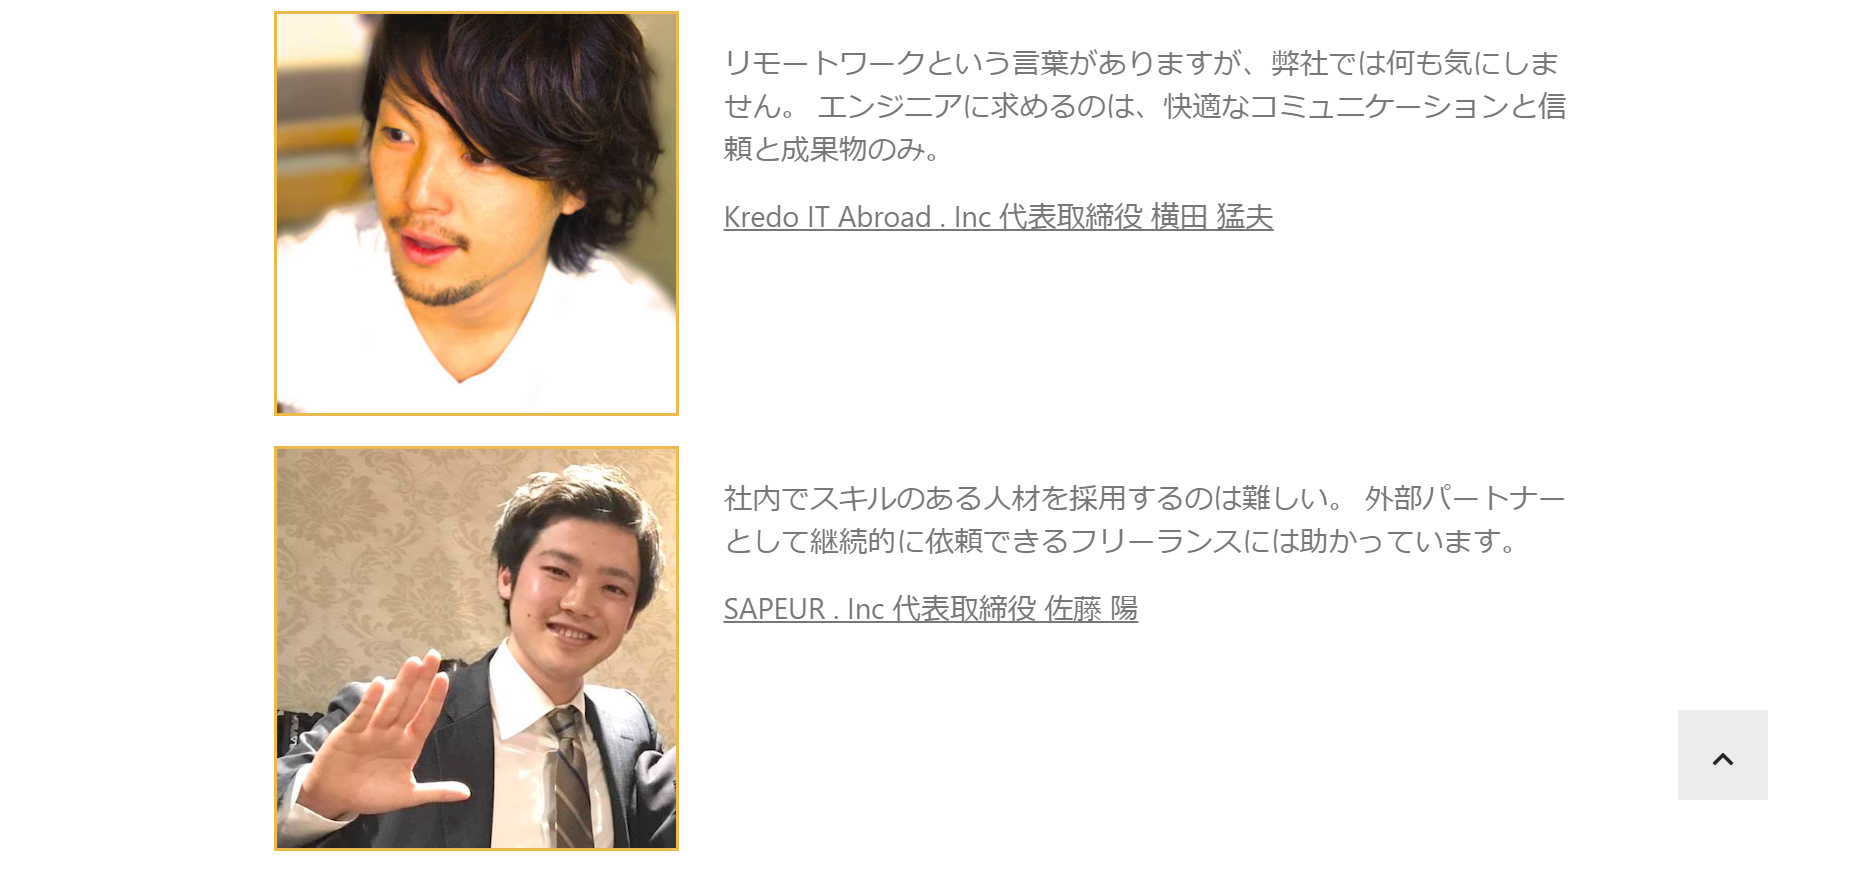 リモートワークという言葉がありますが、弊社では何も気にしま
せん。 エンジニアに求めるのは、快適なコミュニケーションと信
頼と成果物のみ。
Kredo IT Abroad . Inc 代表取締役 横田 猛夫
社内でスキルのある人材を採用するのは難しい。 外部パートナー
として継続的に依頼できるフリーランスには助かっています。
SAPEUR . Inc 代表取締役 佐藤 陽